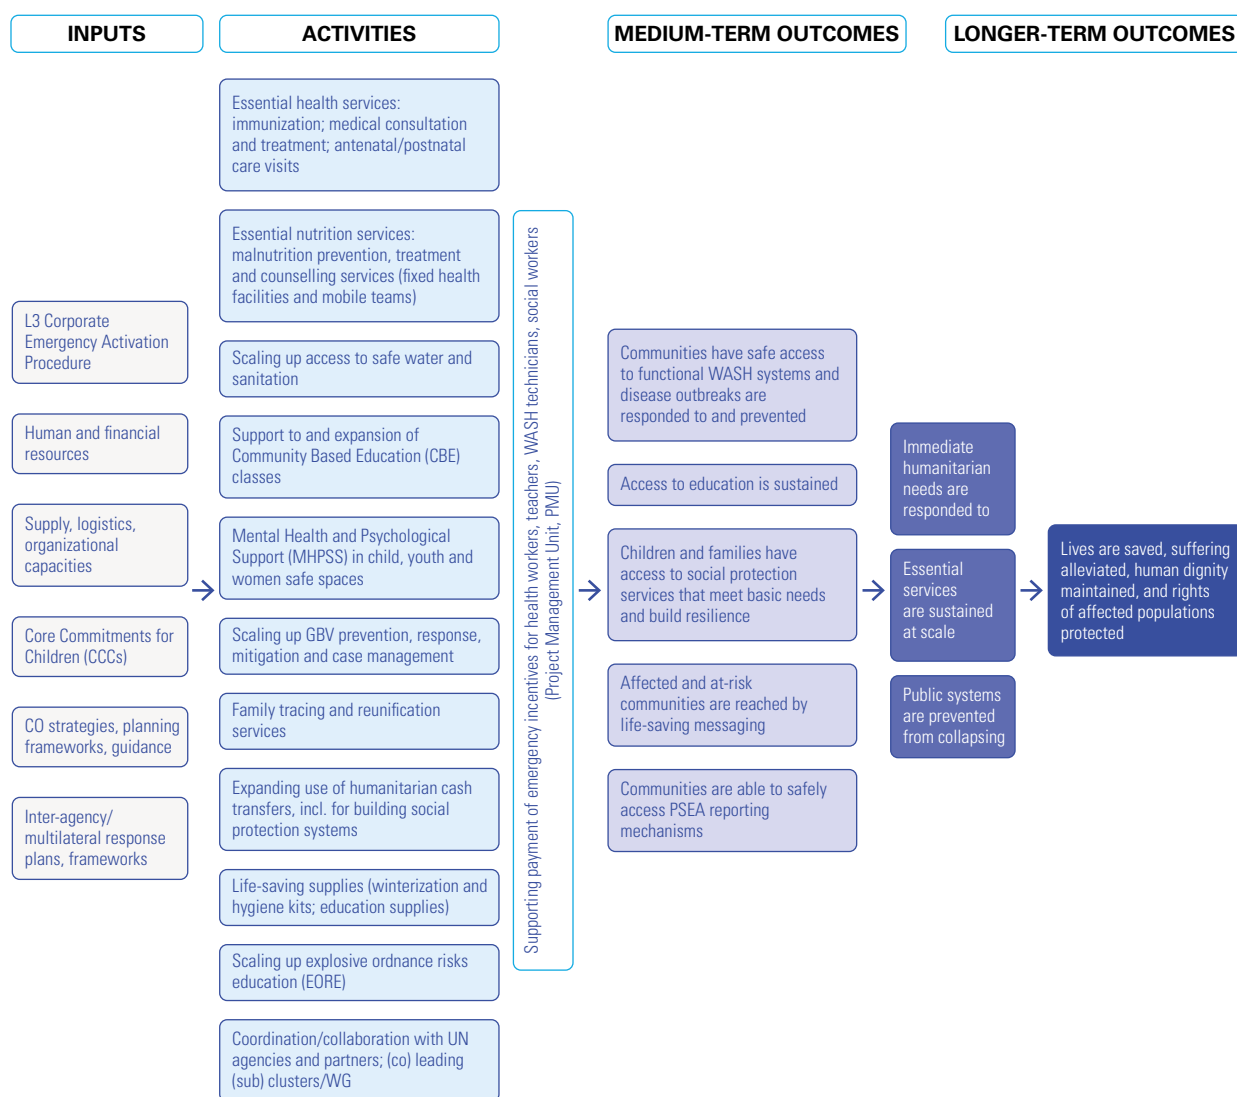 INPUTS
ACTIVITIES
MEDIUM-TERM OUTCOMES
LONGER-TERM OUTCOMES
L3 Corporate
Emergency Activation
Procedure
Human and financial
resources
Supply, logistics,
organizational
capacities
Core Commitments for
Children (CCCs)
CO strategies, planning
frameworks, guidance
Inter-agency/
multilateral response
plans, frameworks
Essential health services:
immunization; medical consultation
and treatment; antenatal/postnatal
care visits
Essential nutrition services:
malnutrition prevention, treatment
and counselling services (fixed health
facilities and mobile teams)
Scaling up access to safe water and
sanitation
Support to and expansion of
Community Based Education (CBE)
classes
Mental Health and Psychological
Support (MHPSS) in child, youth and
women safe spaces
Scaling up GBV prevention, response,
mitigation and case management
Family tracing and reunification
services
Expanding use of humanitarian cash
transfers, incl. for building social
protection systems
Life-saving supplies (winterization and
hygiene kits; education supplies)
Scaling up explosive ordnance risks
education (EORE)
Coordination/collaboration with UN
agencies and partners; (co) leading
(sub) clusters/WG
Supporting payment of emergency incentives for health workers, teachers, WASH technicians, social workers
(Project Management Unit, PMU)
Communities have safe access
to functional WASH systems and
disease outbreaks are
responded to and prevented
Access to education is sustained
Children and families have
access to social protection
services that meet basic needs
and build resilience
Affected and at-risk
communities are reached by
life-saving messaging
Communities are able to safely
access PSEA reporting
mechanisms
Immediate
humanitarian
needs are
responded to
Essential
services
are sustained
at scale
Public systems
are prevented
from collapsing
Lives are saved, suffering
alleviated, human dignity
maintained, and rights
of affected populations
protected